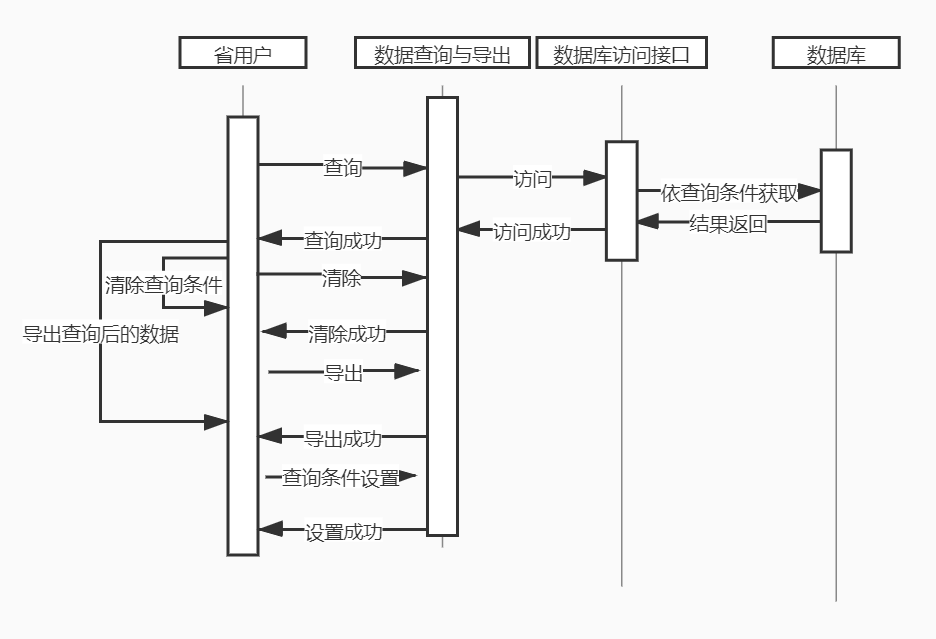 省用户
数据查询与导出
数据库访问接口
数据库
查询
访问
依查询条件获取
结果返回
访问成功
查询成功
清除
清除查询条件
导出查询后的数据
清除成功
导出
导出成功
查询条件设置
设置成功